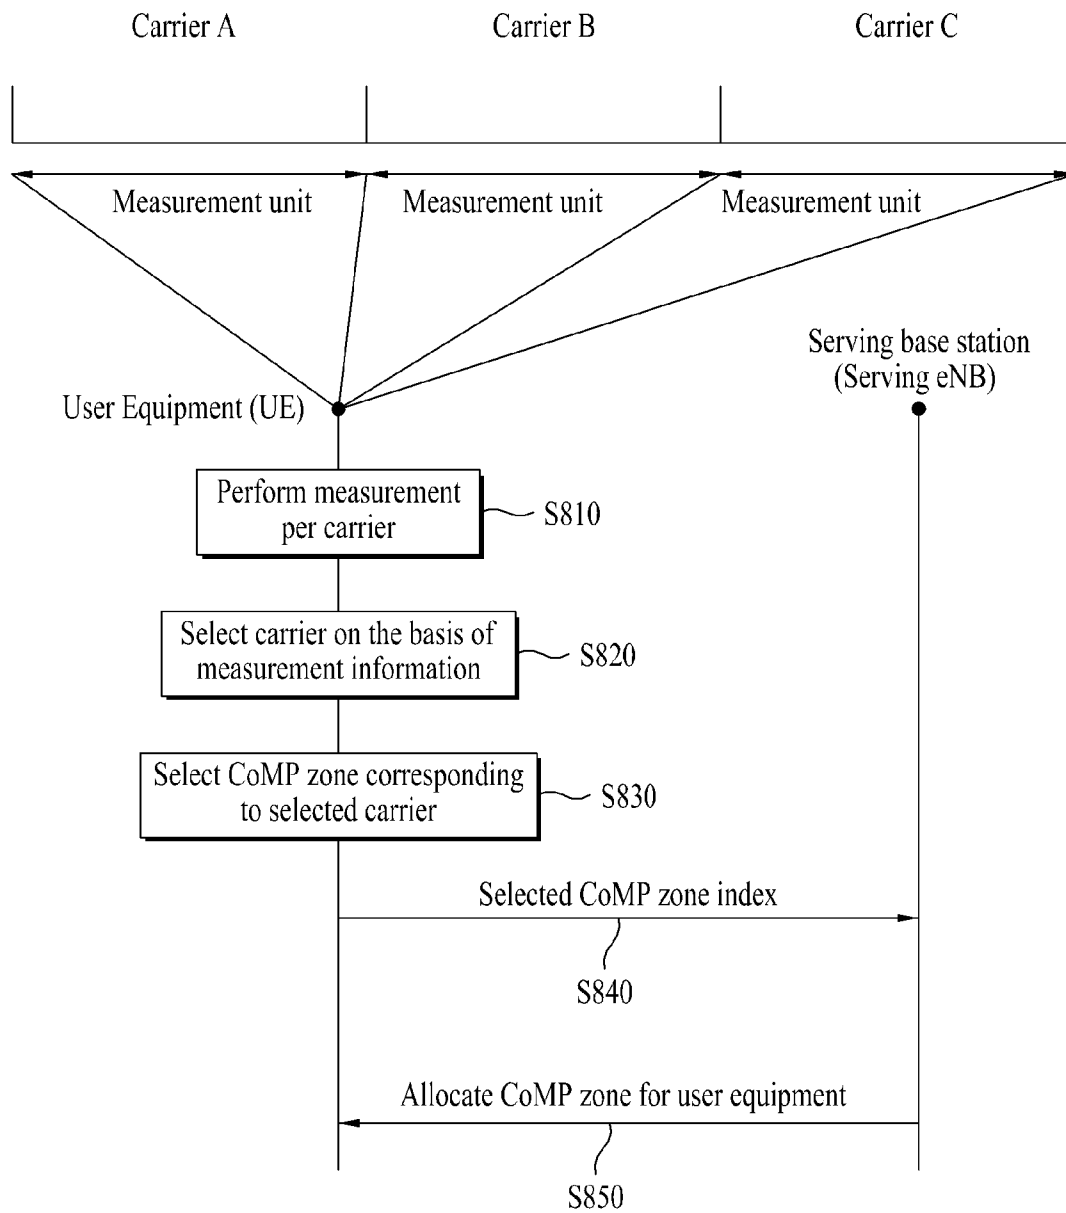 Carrier A
Carrier B
Carrier C
Measurement unit
Measurement unit
Measurement unit
Serving base station
(Serving eNB)
User Equipment (UE)
Perform measurement
per carrier
S810
Select carrier on the basis of
measurement information
S820
Select CoMP zone corresponding
to selected carrier
S830
Selected CoMP zone index
S840
Allocate CoMP zone for user equipment
S850